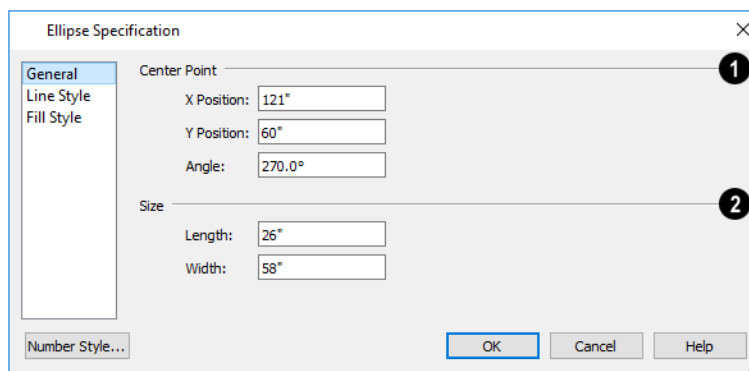 Ellipse Specification
General
Line Style
Fill Style
Center Point
1
X Position: 121"
Y Position: 60"
Angle: 270.0°
Size
2
Length: 26"
Width: 58"
Number Style...
OK
Cancel
Help